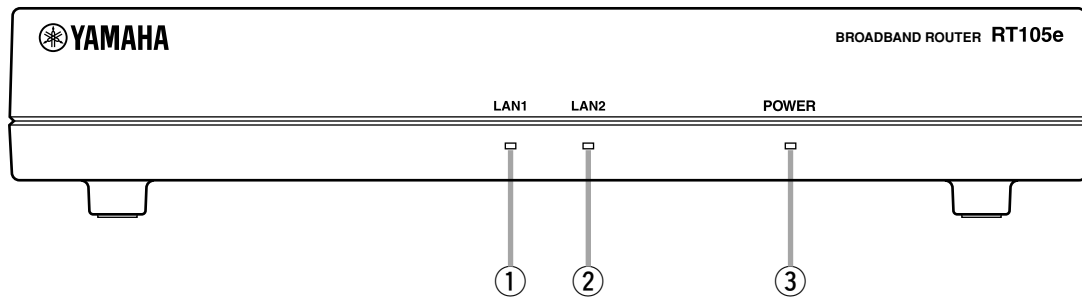 YAMAHA
BROADBAND ROUTER RT105e
LAN1 LAN2 POWER
① ② ③